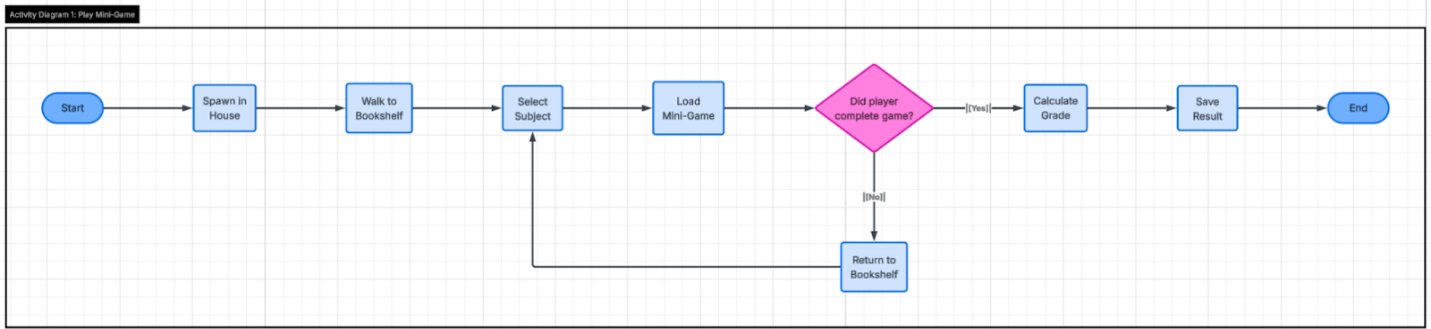 Activity Diagram 1: Play Mini-Game
Start
Spawn in
House
Walk to
Bookshelf
Select
Subject
Load
Mini-Game
Did player
complete game?
|[Yes]|
Calculate
Grade
Save
Result
End
|[No]|
Return to
Bookshelf